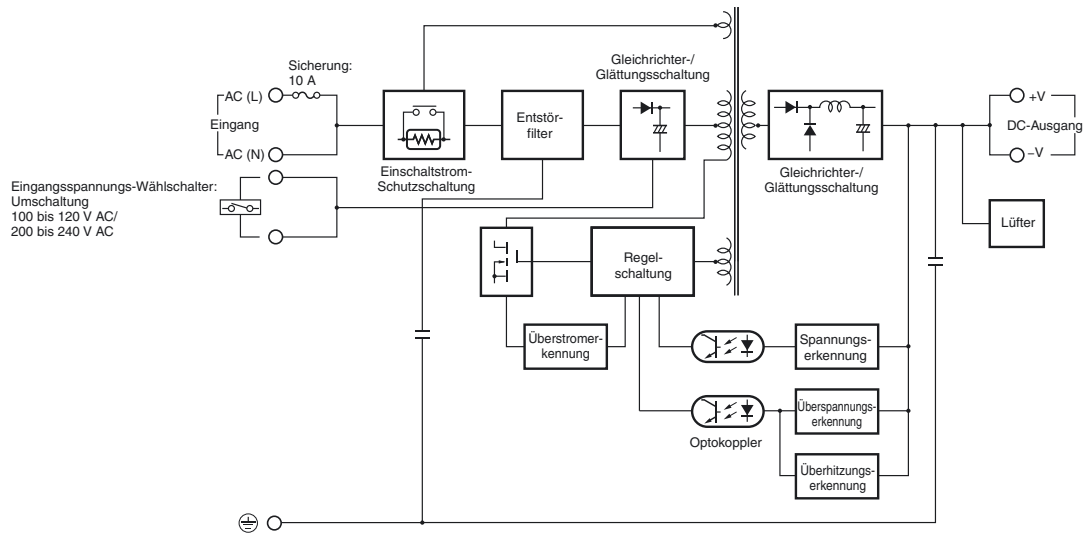 Sicherung:
10 A
AC (L)
Eingang
AC (N)
Eingangsspannungs-Wählschalter:
Umschaltung
100 bis 120 V AC/
200 bis 240 V AC
Einschaltstrom-
Schutzschaltung
Entstör-
filter
Gleichrichter-/
Glättungsschaltung
Gleichrichter-/
Glättungsschaltung
+V
DC-Ausgang
–V
Lüfter
Regel-
schaltung
Überstromer-
kennung
Spannungs-
erkennung
Überspannungs-
erkennung
Optokoppler
Überhitzungs-
erkennung